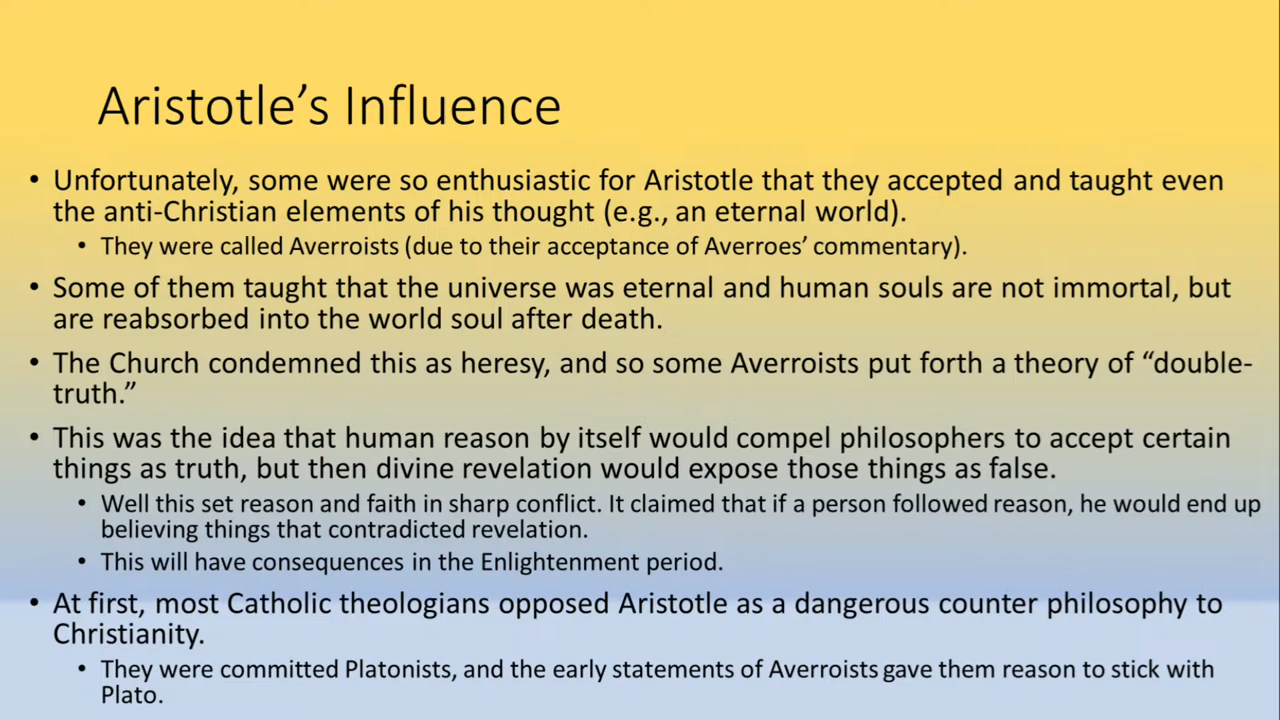 Aristotle’s Influence
• Unfortunately, some were so enthusiastic for Aristotle that they accepted and taught even
the anti-Christian elements of his thought (e.g., an eternal world).
• They were called Averroists (due to their acceptance of Averroes’ commentary).
• Some of them taught that the universe was eternal and human souls are not immortal, but
are reabsorbed into the world soul after death.
• The Church condemned this as heresy, and so some Averroists put forth a theory of “double-
truth.”
• This was the idea that human reason by itself would compel philosophers to accept certain
things as truth, but then divine revelation would expose those things as false.
• Well this set reason and faith in sharp conflict. It claimed that if a person followed reason, he would end up
believing things that contradicted revelation.
• This will have consequences in the Enlightenment period.
• At first, most Catholic theologians opposed Aristotle as a dangerous counter philosophy to
Christianity.
• They were committed Platonists, and the early statements of Averroists gave them reason to stick with
Plato.